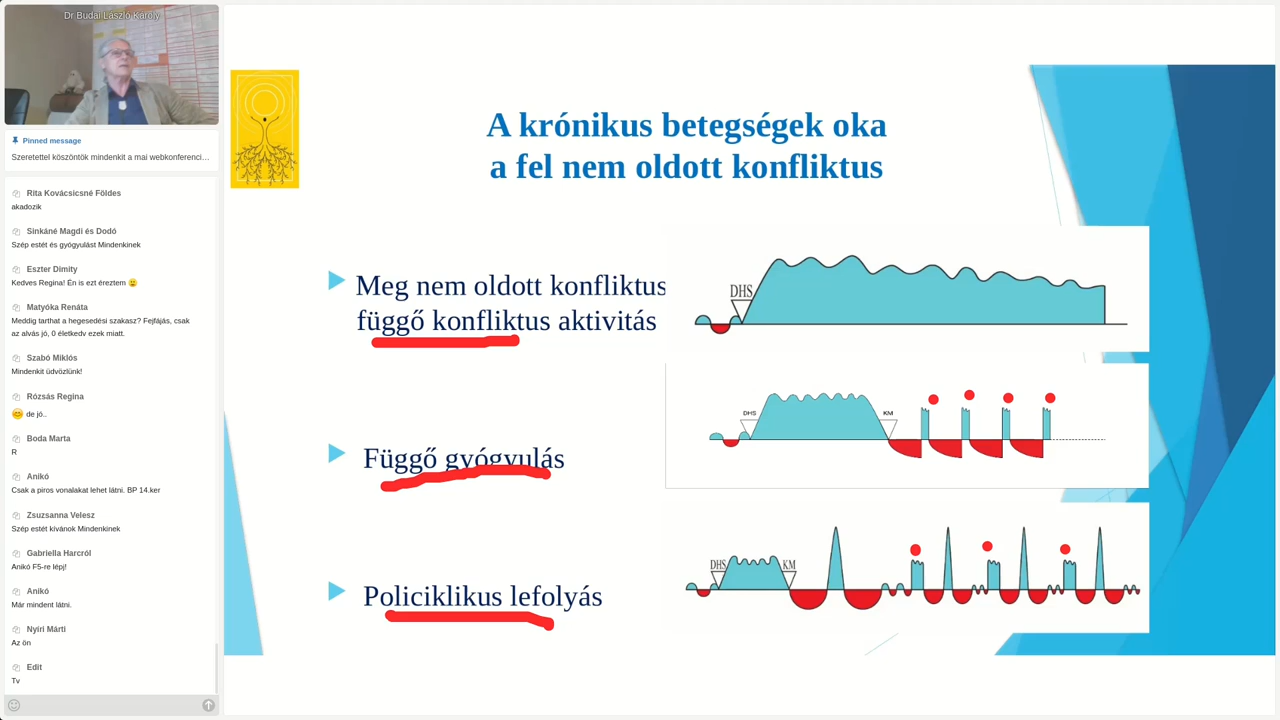 Dr Budai László Károly
Pinned message
Szeretettel köszöntök mindenkit a mai webkonferenci…
Rita Kovácsicsné Földes
akadozik
Sinkáné Magdi és Dodó
Szép estét és gyógyulást Mindenkinek
Eszter Dimity
Kedves Regina! Én is ezt éreztem
Matyóka Renáta
Meddig tarthat a hegesedési szakasz? Fejfájás, csak
az alvás jó, 0 életkedv ezek miatt.
Szabó Miklós
Mindenkit üdvözlünk!
Rózsás Regina
de jó..
Boda Marta
R
Anikó
Csak a piros vonalakat lehet látni. BP 14.ker
Zsuzsanna Velesz
Szép estét kívánok Mindenkinek
Gabriella Harcról
Anikó F5-re lépj!
Anikó
Már mindent látni.
Nyíri Márti
Az ön
Edit
Tv
A krónikus betegségek oka
a fel nem oldott konfliktus
Meg nem oldott konfliktus
függő konfliktus aktivitás
DHS
Függő gyógyulás
DHS KM
Policiklikus lefolyás
DHS KM